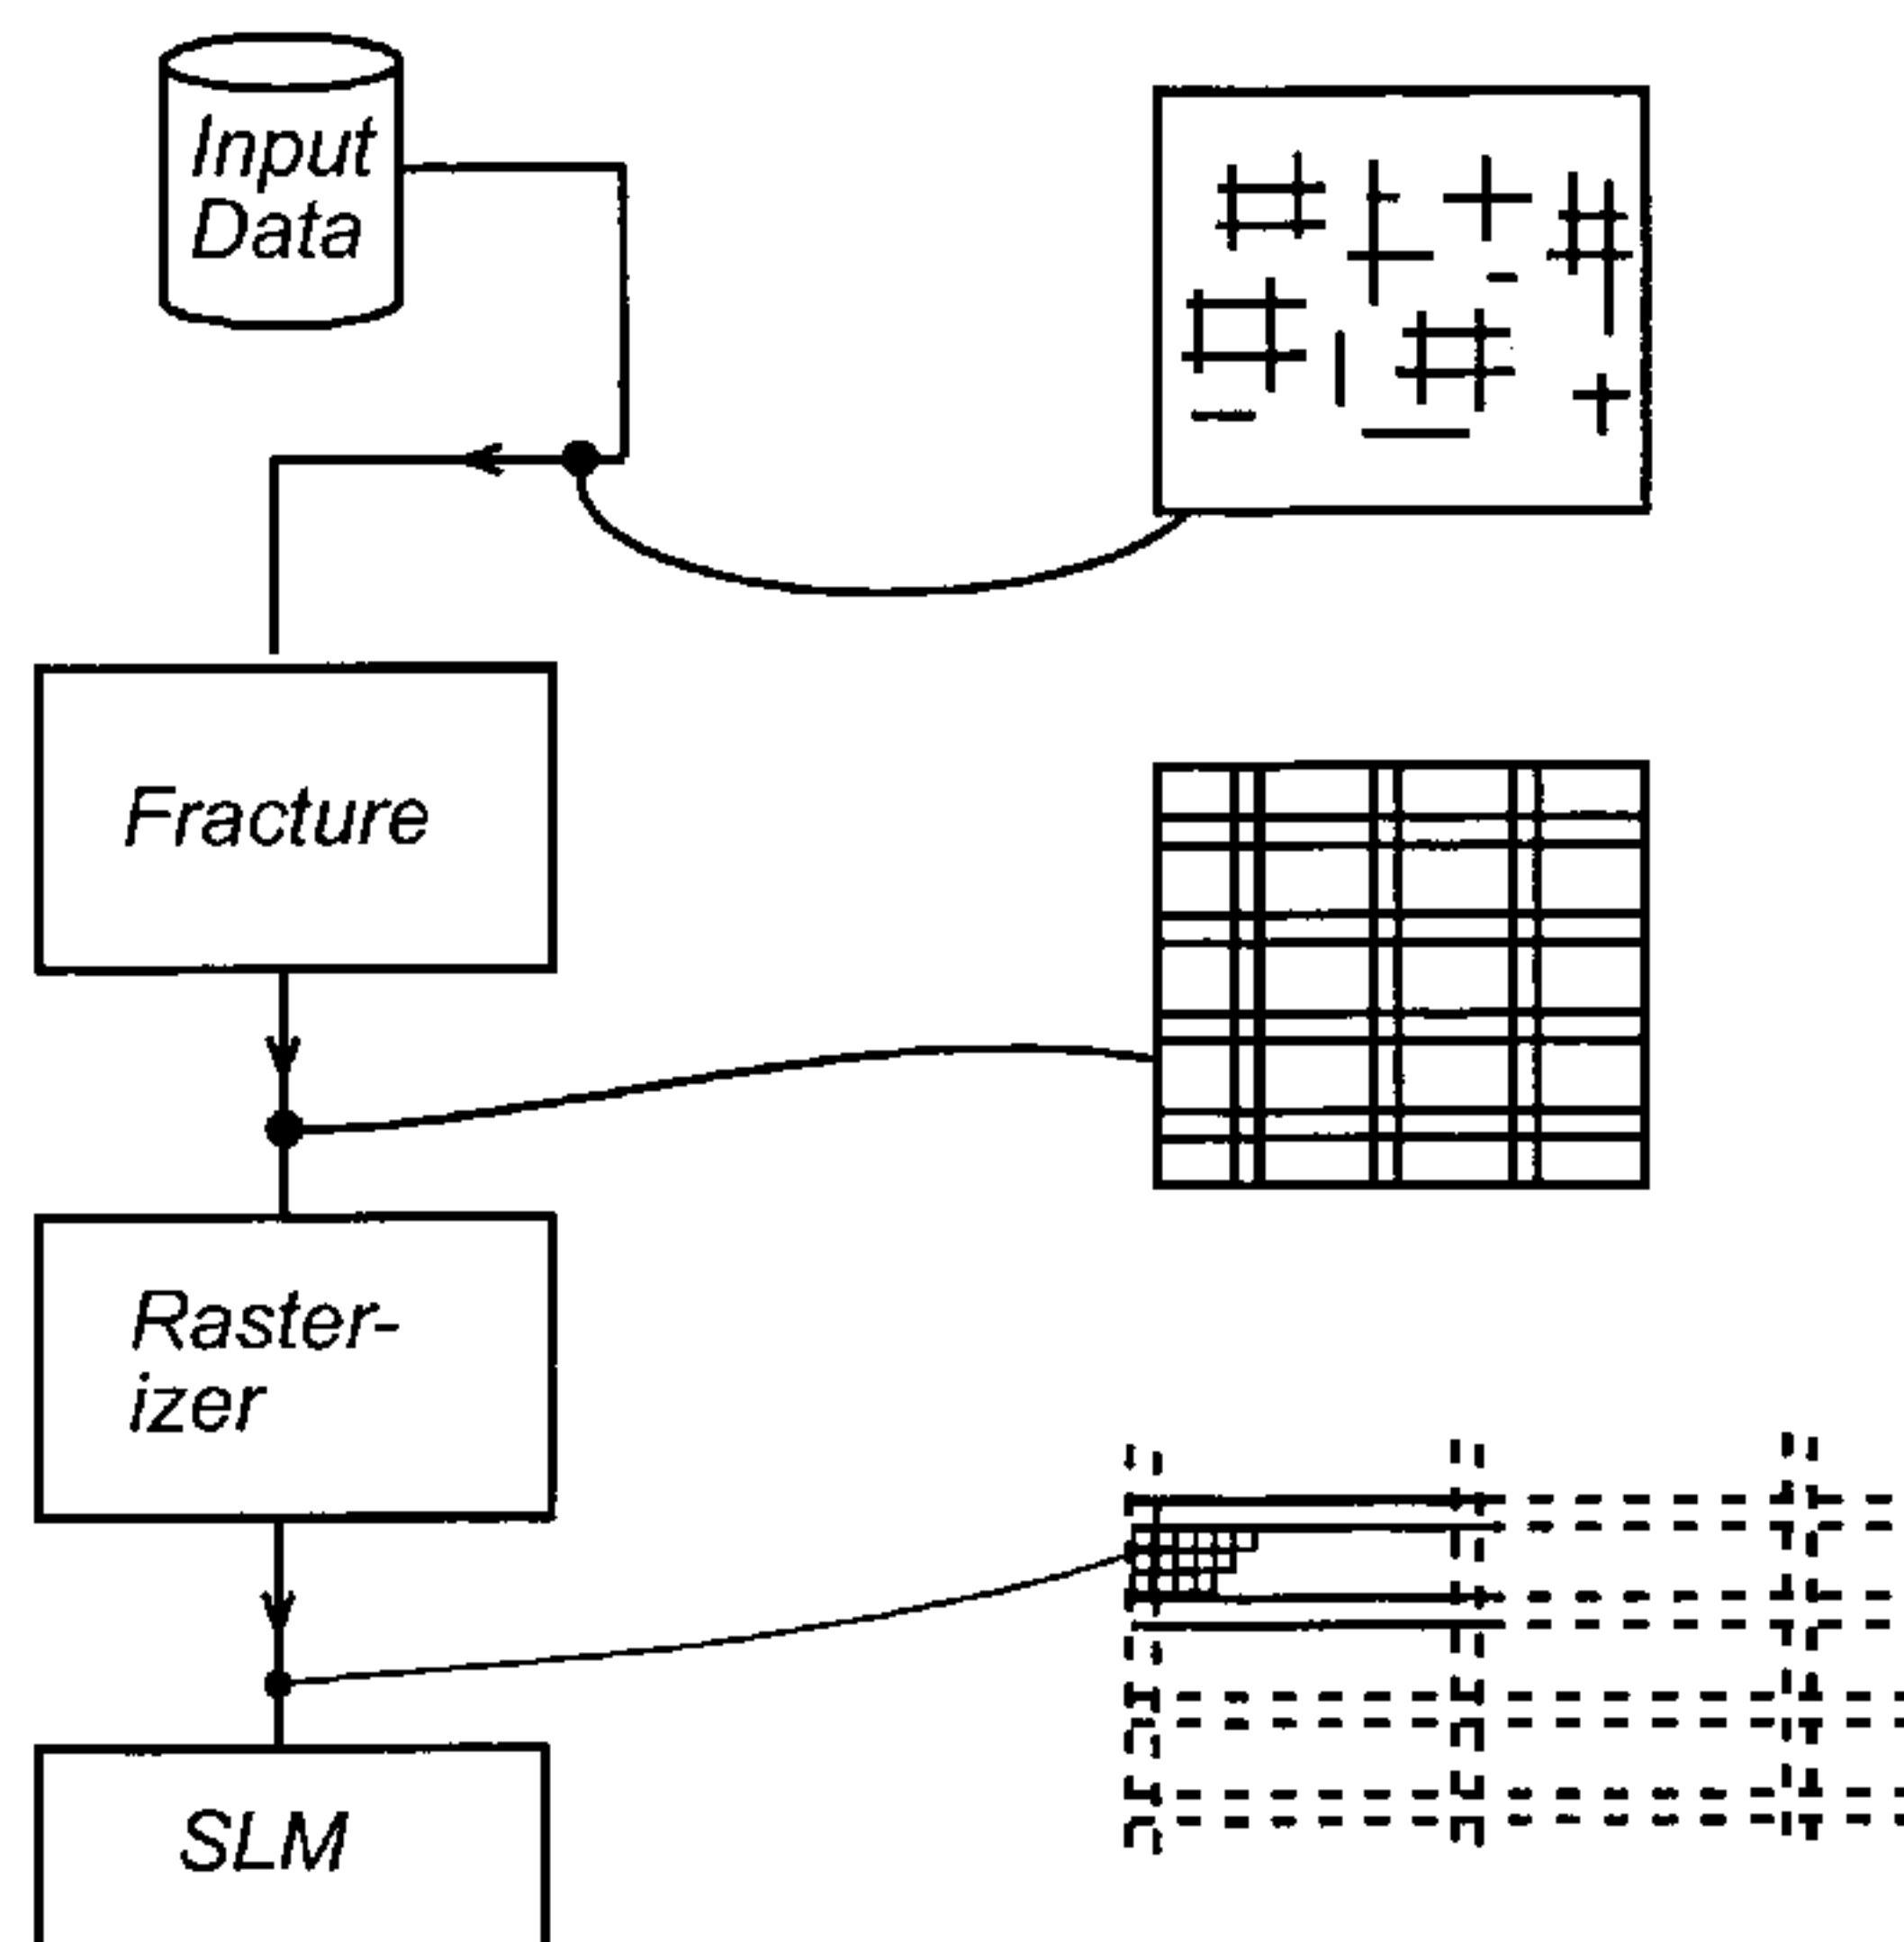 Input
Data
Fracture
Raster-
izer
SLM